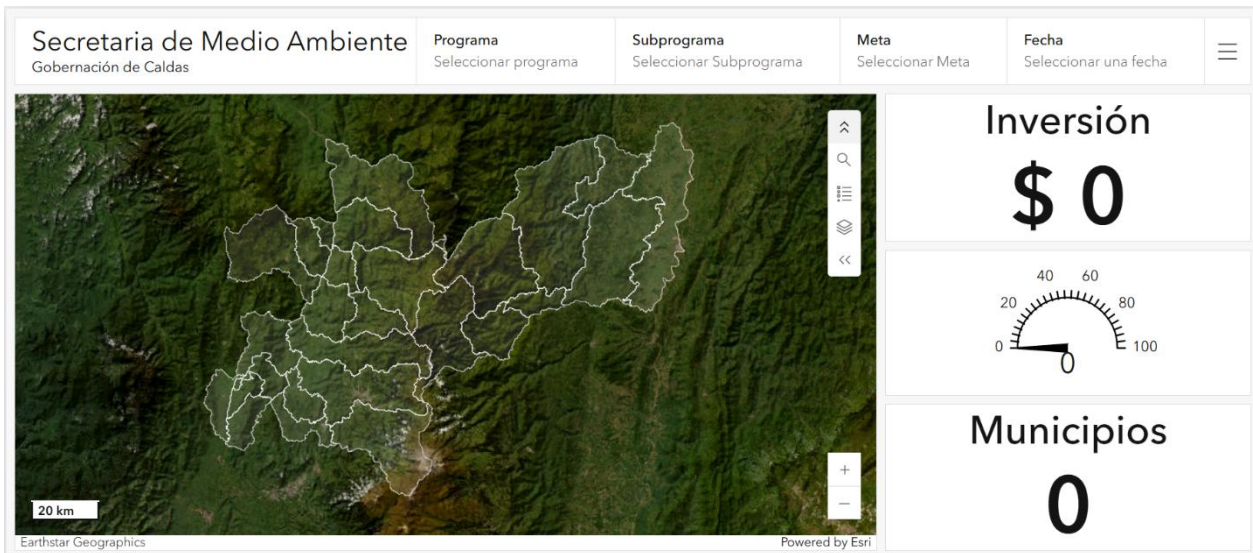 Secretaria de Medio Ambiente
Gobernación de Caldas
Programa
Seleccionar programa
Subprograma
Seleccionar Subprograma
Meta
Seleccionar Meta
Fecha
Seleccionar una fecha
20 km
Earthstar Geographics
Powered by Esri
Inversión
$ 0
0
20
40
60
80
100
0
Municipios
0